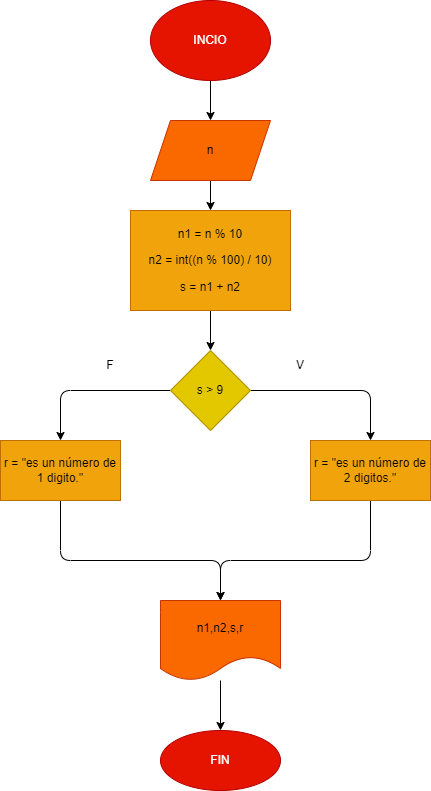 INCIO
n
n1 = n % 10
n2 = int((n % 100) / 10)
s = n1 + n2
F
V
s > 9
r = "es un número de
1 digito."
r = "es un número de
2 digitos."
n1,n2,s,r
FIN